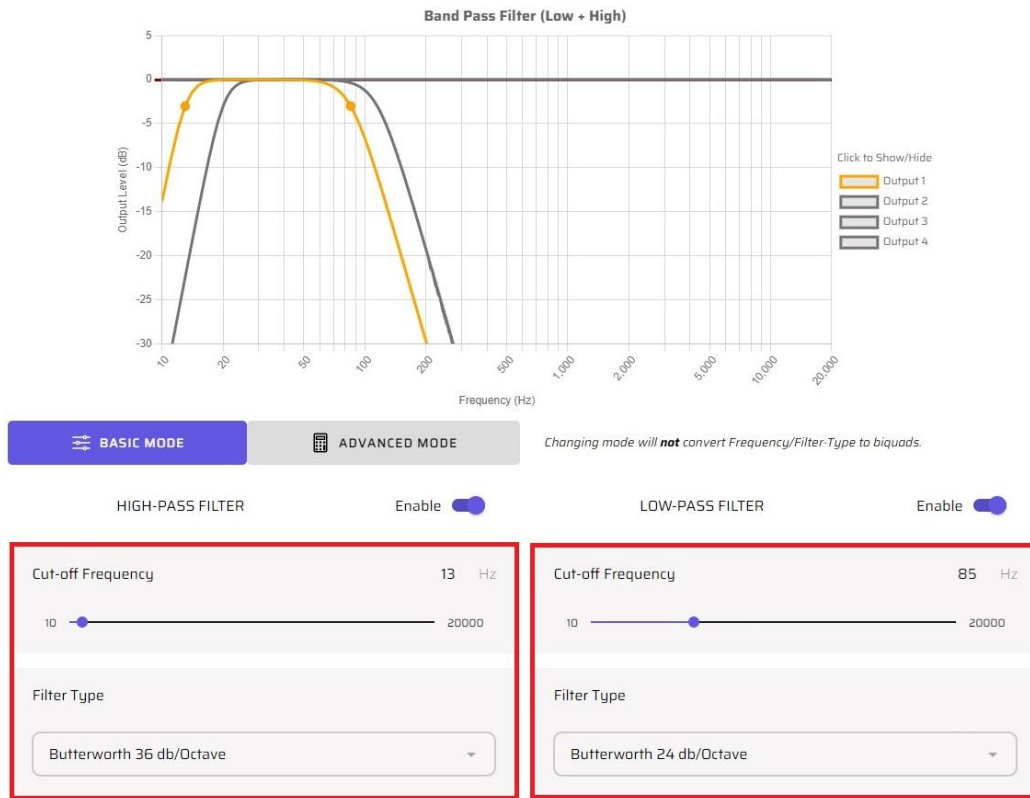 Band Pass Filter (Low + High)
5
0
-5
-10
-15
-20
-25
-30
Output Level (dB)
10 20 50 100 200 500 1,000 2,000 5,000 10,000 20,000
Frequency (Hz)
Click to Show/Hide
Output 1
Output 2
Output 3
Output 4
BASIC MODE ADVANCED MODE Changing mode will not convert Frequency/Filter-Type to biquads.
HIGH-PASS FILTER Enable LOW-PASS FILTER Enable
Cut-off Frequency 13 Hz
10 20000
Filter Type
Butterworth 36 db/Octave
Cut-off Frequency 85 Hz
10 20000
Filter Type
Butterworth 24 db/Octave